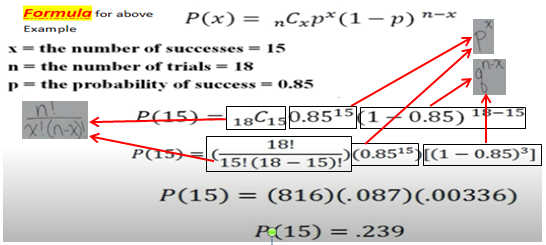 Formula for above
Example
P(x) = ₙCₓpˣ(1 − p) ⁿ⁻ˣ
x = the number of successes = 15
n = the number of trials = 18
p = the probability of success = 0.85
pˣ
qⁿ⁻ˣ
n!/x!(n-x)
P(15) = ₁₈C₁₅ 0.85¹⁵ (1 − 0.85) ¹⁸⁻¹⁵
P(15) = (18!/15!(18 − 15)!)(0.85¹⁵)[(1 − 0.85)³]
P(15) = (816)(.087)(.00336)
P(15) = .239